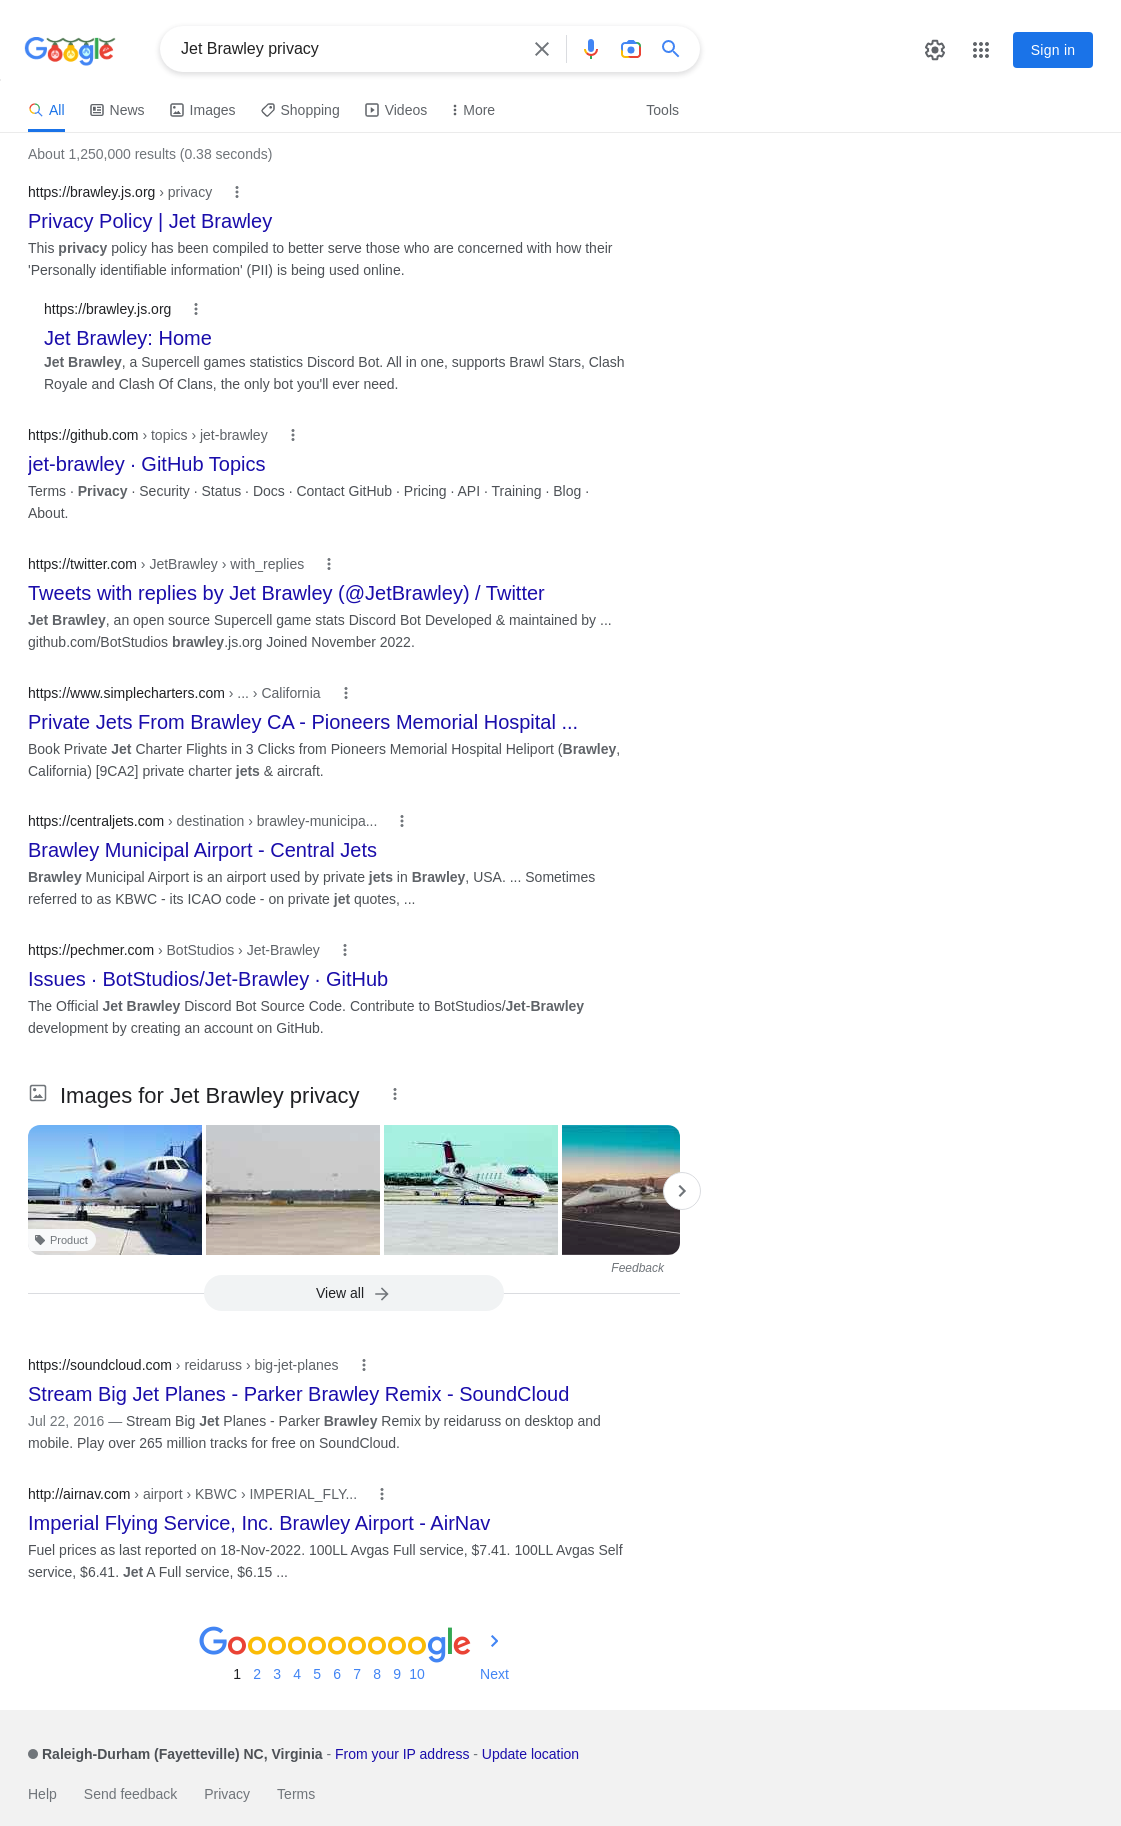 Google
Jet Brawley privacy
Sign in
All
News
Images
Shopping
Videos
More
Tools
About 1,250,000 results (0.38 seconds)
https://brawley.js.org › privacy
Privacy Policy | Jet Brawley
This privacy policy has been compiled to better serve those who are concerned with how their
'Personally identifiable information' (PII) is being used online.
https://brawley.js.org
Jet Brawley: Home
Jet Brawley, a Supercell games statistics Discord Bot. All in one, supports Brawl Stars, Clash
Royale and Clash Of Clans, the only bot you'll ever need.
https://github.com › topics › jet-brawley
jet-brawley · GitHub Topics
Terms · Privacy · Security · Status · Docs · Contact GitHub · Pricing · API · Training · Blog ·
About.
https://twitter.com › JetBrawley › with_replies
Tweets with replies by Jet Brawley (@JetBrawley) / Twitter
Jet Brawley, an open source Supercell game stats Discord Bot Developed & maintained by ...
github.com/BotStudios brawley.js.org Joined November 2022.
https://www.simplecharters.com › ... › California
Private Jets From Brawley CA - Pioneers Memorial Hospital ...
Book Private Jet Charter Flights in 3 Clicks from Pioneers Memorial Hospital Heliport (Brawley,
California) [9CA2] private charter jets & aircraft.
https://centraljets.com › destination › brawley-municipa...
Brawley Municipal Airport - Central Jets
Brawley Municipal Airport is an airport used by private jets in Brawley, USA. ... Sometimes
referred to as KBWC - its ICAO code - on private jet quotes, ...
https://pechmer.com › BotStudios › Jet-Brawley
Issues · BotStudios/Jet-Brawley · GitHub
The Official Jet Brawley Discord Bot Source Code. Contribute to BotStudios/Jet-Brawley
development by creating an account on GitHub.
Images for Jet Brawley privacy
Product
Feedback
View all
https://soundcloud.com › reidaruss › big-jet-planes
Stream Big Jet Planes - Parker Brawley Remix - SoundCloud
Jul 22, 2016 — Stream Big Jet Planes - Parker Brawley Remix by reidaruss on desktop and
mobile. Play over 265 million tracks for free on SoundCloud.
http://airnav.com › airport › KBWC › IMPERIAL_FLY...
Imperial Flying Service, Inc. Brawley Airport - AirNav
Fuel prices as last reported on 18-Nov-2022. 100LL Avgas Full service, $7.41. 100LL Avgas Self
service, $6.41. Jet A Full service, $6.15 ...
Goooooooooogle
1 2 3 4 5 6 7 8 9 10 Next
Raleigh-Durham (Fayetteville) NC, Virginia - From your IP address - Update location
Help Send feedback Privacy Terms